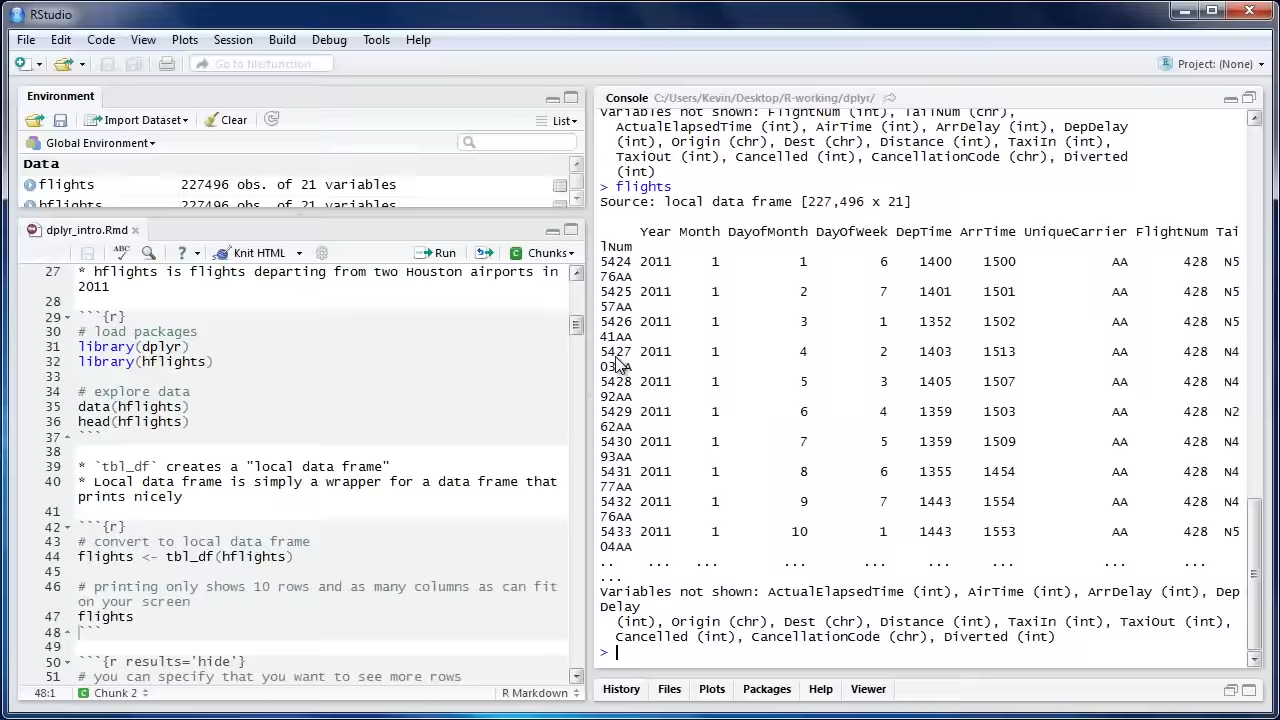 RStudio
File Edit Code View Plots Session Build Debug Tools Help
Go to file/function
Project: (None)
Environment
Import Dataset Clear List
Global Environment
Data
flights 227496 obs. of 21 variables
hflights 227496 obs. of 21 variables
dplyr_intro.Rmd
ABC ? Knit HTML Run Chunks
27 * hflights is flights departing from two Houston airports in
2011
28
29 ```{r}
30 # load packages
31 library(dplyr)
32 library(hflights)
33
34 # explore data
35 data(hflights)
36 head(hflights)
37 ```
38
39 * `tbl_df` creates a "local data frame"
40 * Local data frame is simply a wrapper for a data frame that
prints nicely
41
42 ```{r}
43 # convert to local data frame
44 flights <- tbl_df(hflights)
45
46 # printing only shows 10 rows and as many columns as can fit
on your screen
47 flights
48 ```
49
50 ```{r results='hide'}
51 # you can specify that you want to see more rows
48:1 Chunk 2 R Markdown
Console C:/Users/Kevin/Desktop/R-working/dplyr/
Variables not shown: FlightNum (int), TailNum (chr),
ActualElapsedTime (int), AirTime (int), ArrDelay (int), DepDelay
(int), Origin (chr), Dest (chr), Distance (int), TaxiIn (int),
TaxiOut (int), Cancelled (int), CancellationCode (chr), Diverted
(int)
> flights
Source: local data frame [227,496 x 21]
Year Month DayofMonth DayOfWeek DepTime ArrTime UniqueCarrier FlightNum Tai
lNum
5424 2011 1 1 6 1400 1500 AA 428 N5
76AA
5425 2011 1 2 7 1401 1501 AA 428 N5
57AA
5426 2011 1 3 1 1352 1502 AA 428 N5
41AA
5427 2011 1 4 2 1403 1513 AA 428 N4
03AA
5428 2011 1 5 3 1405 1507 AA 428 N4
92AA
5429 2011 1 6 4 1359 1503 AA 428 N2
62AA
5430 2011 1 7 5 1359 1509 AA 428 N4
93AA
5431 2011 1 8 6 1355 1454 AA 428 N4
77AA
5432 2011 1 9 7 1443 1554 AA 428 N4
76AA
5433 2011 1 10 1 1443 1553 AA 428 N5
04AA
.. ... ... ... ... ... ... ... ...
...
Variables not shown: ActualElapsedTime (int), AirTime (int), ArrDelay (int), Dep
Delay
(int), Origin (chr), Dest (chr), Distance (int), TaxiIn (int), TaxiOut (int),
Cancelled (int), CancellationCode (chr), Diverted (int)
>
History Files Plots Packages Help Viewer